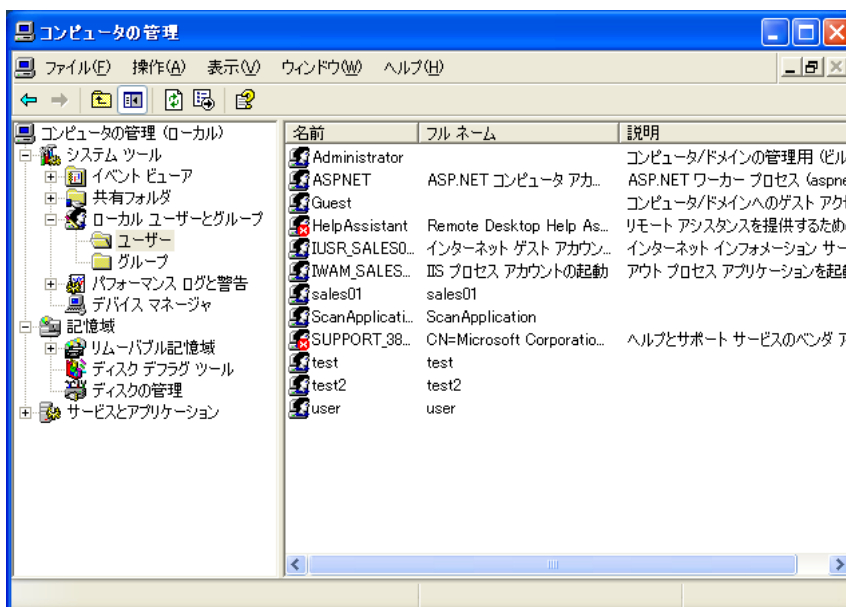 コンピュータの管理
ファイル(F) 操作(A) 表示(V) ウィンドウ(W) ヘルプ(H)
コンピュータの管理 (ローカル)
システム ツール
イベント ビューア
共有フォルダ
ローカル ユーザーとグループ
ユーザー
グループ
パフォーマンス ログと警告
デバイス マネージャ
記憶域
リムーバブル記憶域
ディスク デフラグ ツール
ディスクの管理
サービスとアプリケーション
名前 フル ネーム 説明
Administrator コンピュータ/ドメインの管理用 (ビル
ASPNET ASP.NET コンピュータ アカ... ASP.NET ワーカー プロセス (aspne
Guest コンピュータ/ドメインへのゲスト アク
HelpAssistant Remote Desktop Help As... リモート アシスタンスを提供するため
IUSR_SALES0... インターネット ゲスト アカウン... インターネット インフォメーション サー
IWAM_SALES... IIS プロセス アカウントの起動 アウト プロセス アプリケーションを起
sales01 sales01
ScanApplicati... ScanApplication
SUPPORT_38... CN=Microsoft Corporatio... ヘルプとサポート サービスのベンダ ア
test test
test2 test2
user user